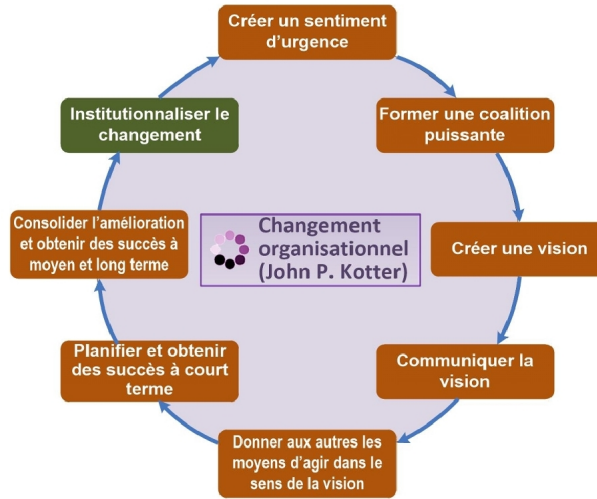 Créer un sentiment
d'urgence
Former une coalition
puissante
Créer une vision
Communiquer la
vision
Donner aux autres les
moyens d'agir dans le
sens de la vision
Planifier et obtenir
des succès à court
terme
Consolider l'amélioration
et obtenir des succès à
moyen et long terme
Institutionnaliser le
changement
Changement
organisationnel
(John P. Kotter)